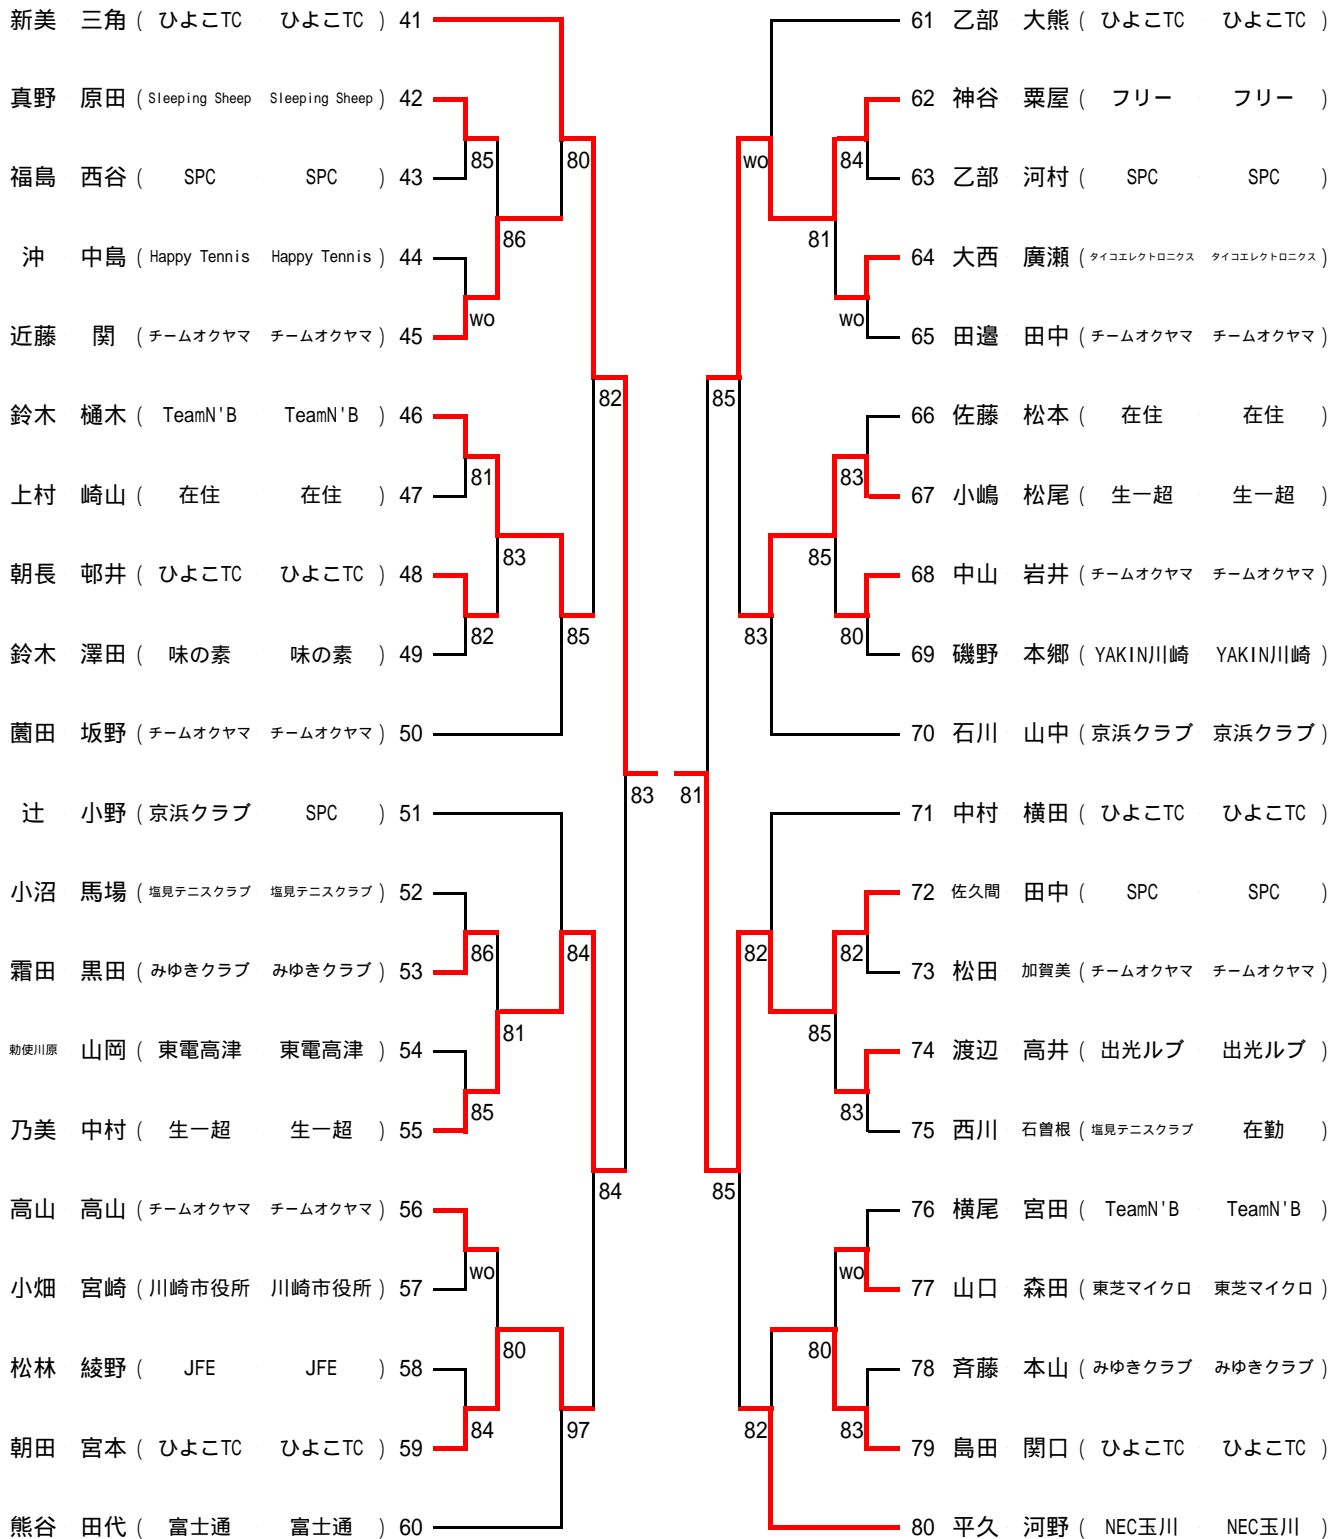 新美 三角 ( ひよこTC ひよこTC ) 41
真野 原田 ( Sleeping Sheep Sleeping Sheep ) 42
85
80
福島 西谷 ( SPC SPC ) 43
86
沖 中島 ( Happy Tennis Happy Tennis ) 44
wo
近藤 関 ( チームオクヤマ チームオクヤマ ) 45
82
鈴木 樋木 ( TeamN'B TeamN'B ) 46
81
上村 崎山 ( 在住 在住 ) 47
83
朝長 邨井 ( ひよこTC ひよこTC ) 48
82
85
鈴木 澤田 ( 味の素 味の素 ) 49
薗田 坂野 ( チームオクヤマ チームオクヤマ ) 50
83
辻 小野 ( 京浜クラブ SPC ) 51
小沼 馬場 ( 塩見テニスクラブ 塩見テニスクラブ ) 52
86
84
霜田 黒田 ( みゆきクラブ みゆきクラブ ) 53
81
勅使川原 山岡 ( 東電高津 東電高津 ) 54
85
乃美 中村 ( 生一超 生一超 ) 55
84
高山 高山 ( チームオクヤマ チームオクヤマ ) 56
wo
小畑 宮崎 ( 川崎市役所 川崎市役所 ) 57
80
松林 綾野 ( JFE JFE ) 58
84
97
朝田 宮本 ( ひよこTC ひよこTC ) 59
熊谷 田代 ( 富士通 富士通 ) 60
61 乙部 大熊 ( ひよこTC ひよこTC )
62 神谷 粟屋 ( フリー フリー )
wo
84
63 乙部 河村 ( SPC SPC )
81
64 大西 廣瀬 ( タイコエレクトロニクス タイコエレクトロニクス )
wo
65 田邉 田中 ( チームオクヤマ チームオクヤマ )
85
66 佐藤 松本 ( 在住 在住 )
83
67 小嶋 松尾 ( 生一超 生一超 )
85
68 中山 岩井 ( チームオクヤマ チームオクヤマ )
83
80
69 磯野 本郷 ( YAKIN川崎 YAKIN川崎 )
70 石川 山中 ( 京浜クラブ 京浜クラブ )
81
71 中村 横田 ( ひよこTC ひよこTC )
72 佐久間 田中 ( SPC SPC )
82
82
73 松田 加賀美 ( チームオクヤマ チームオクヤマ )
85
74 渡辺 高井 ( 出光ルブ 出光ルブ )
83
75 西川 石曽根 ( 塩見テニスクラブ 在勤 )
85
76 横尾 宮田 ( TeamN'B TeamN'B )
wo
77 山口 森田 ( 東芝マイクロ 東芝マイクロ )
80
78 斉藤 本山 ( みゆきクラブ みゆきクラブ )
82
83
79 島田 関口 ( ひよこTC ひよこTC )
80 平久 河野 ( NEC玉川 NEC玉川 )